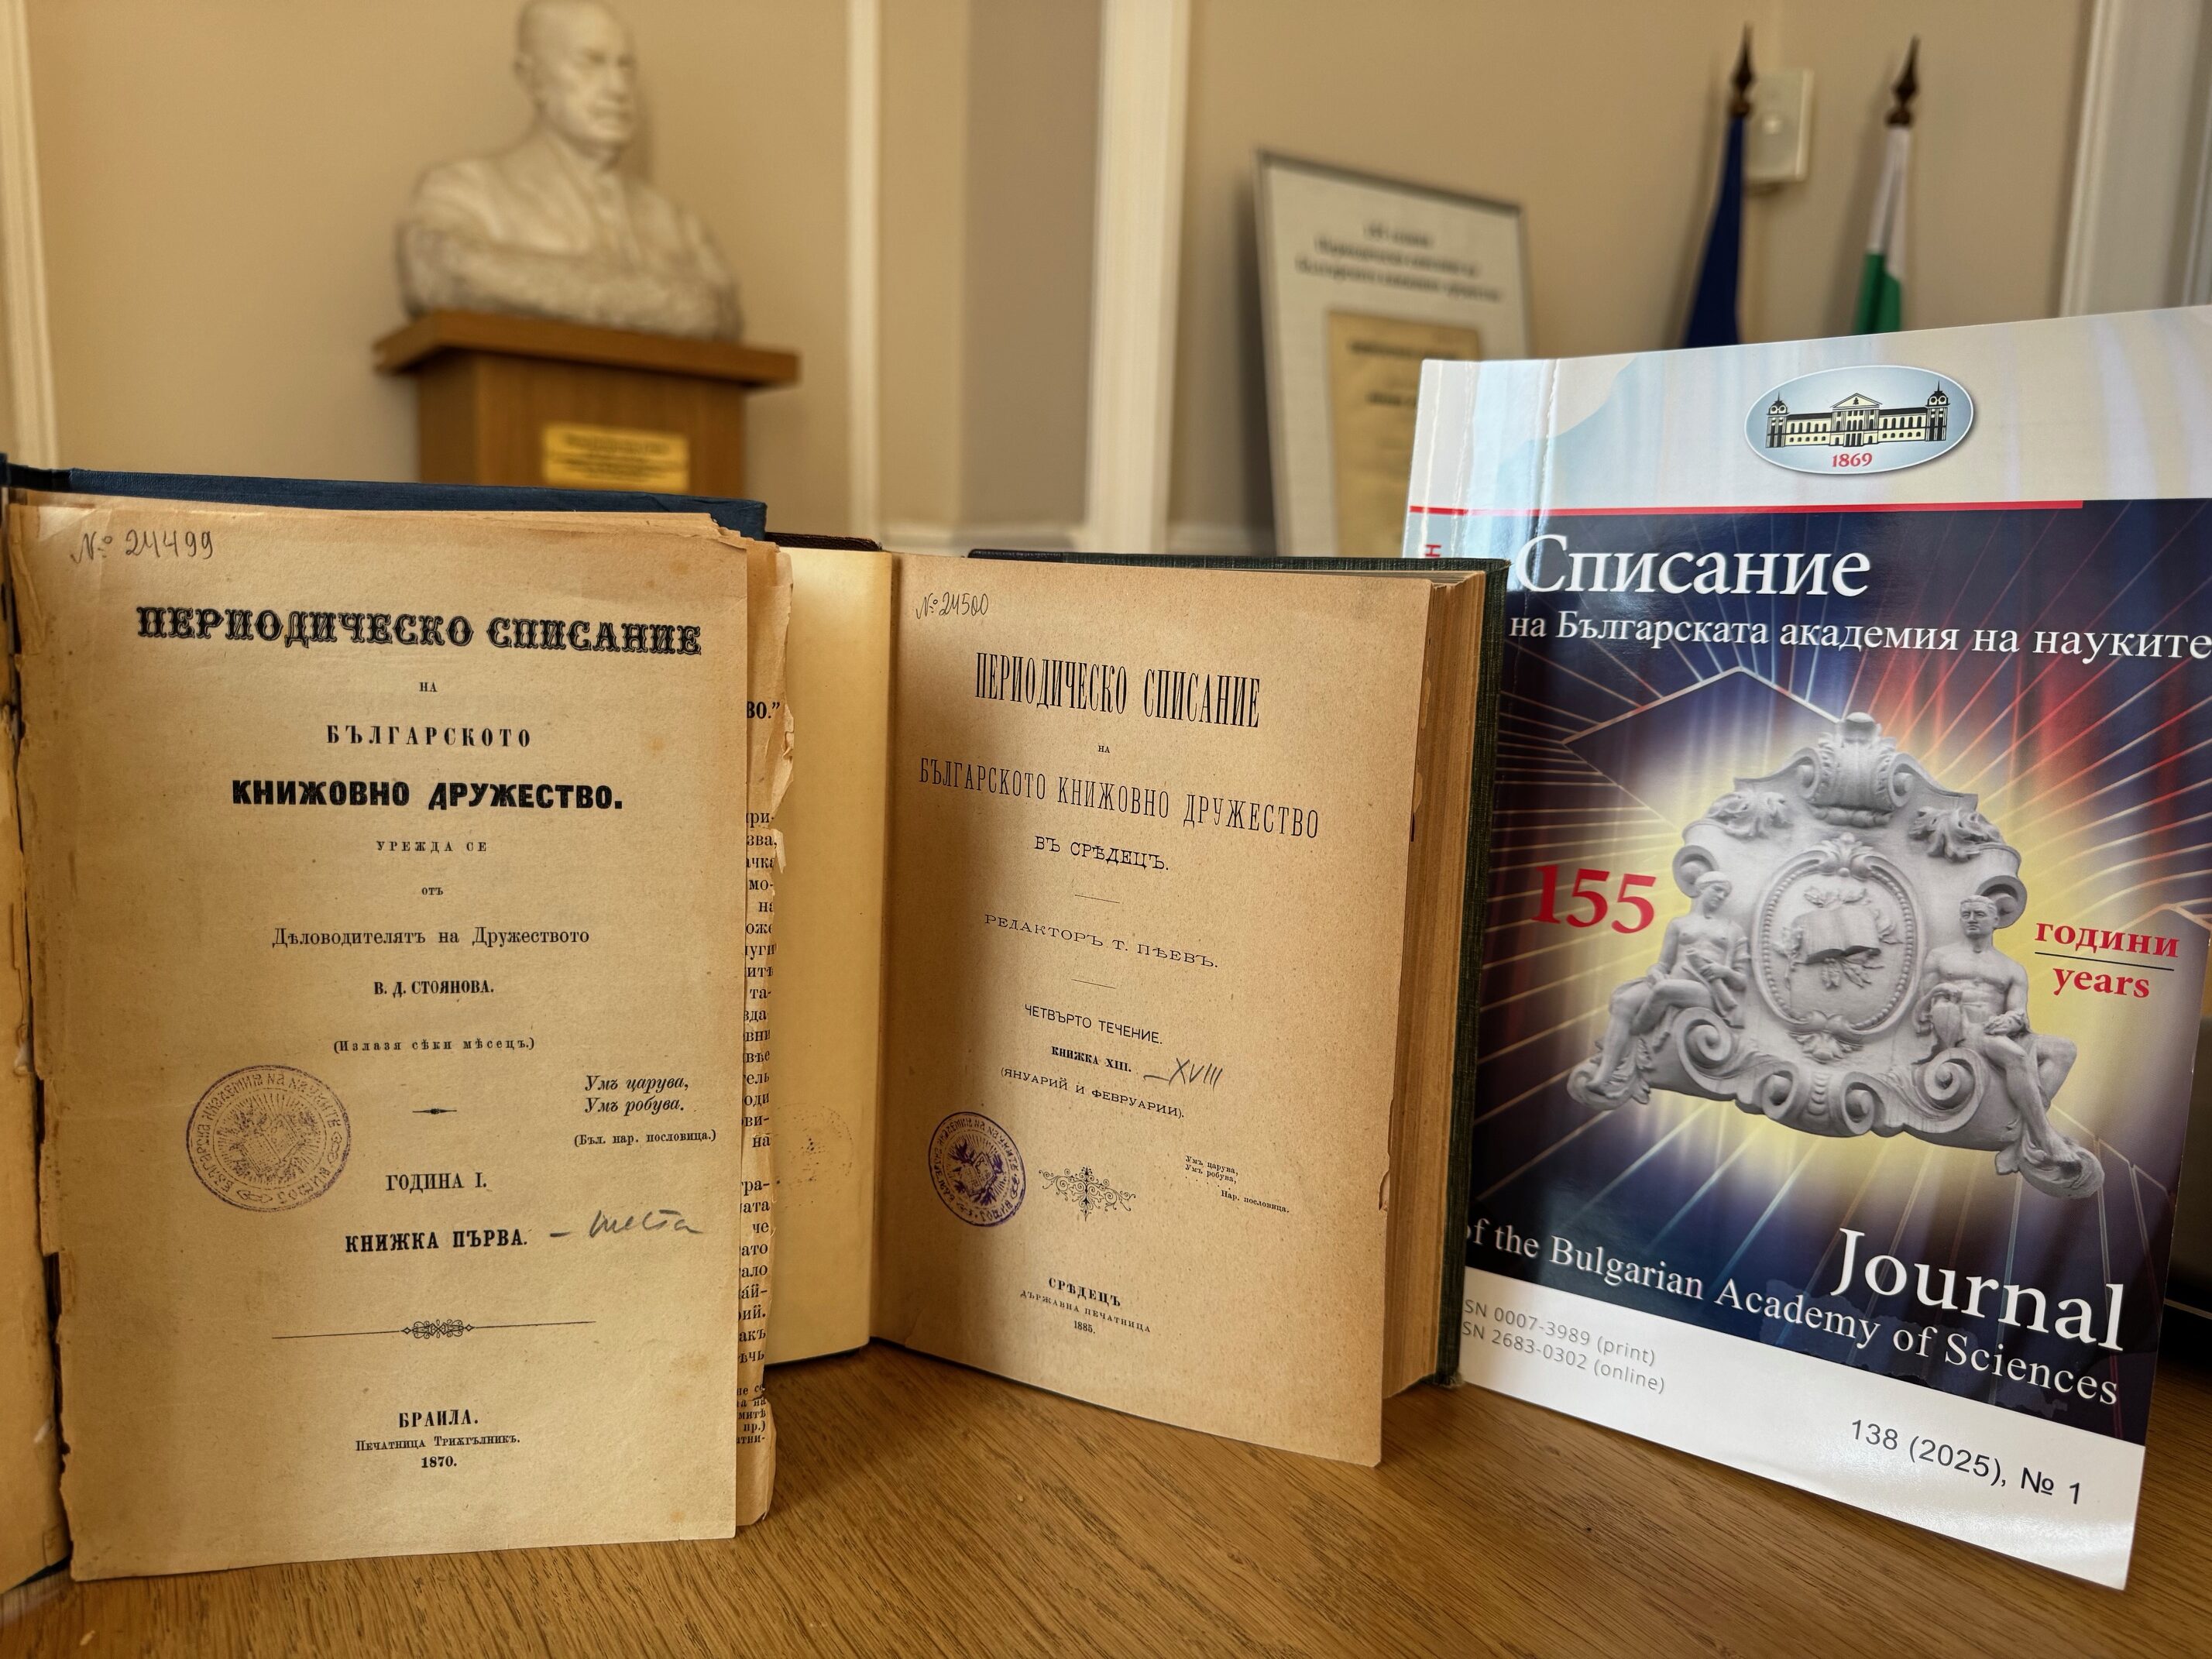 № 24499
ПЕРИОДИЧЕСКО СПИСАНИЕ
НА
БЪЛГАРСКОТО
КНИЖОВНО ДРУЖЕСТВО.
УРЕЖДА СЕ
отъ
Дѣловодителятъ на Дружеството
В. Д. СТОЯНОВА.
(Излазя сѣки мѣсецъ.)
Умъ царува,
Умъ робува.
(Бъл. нар. пословица.)
ГОДИНА I.
КНИЖКА ПЪРВА.
БРАИЛА.
Печатница Триѫгълникъ.
1870.
№ 24500
ПЕРИОДИЧЕСКО СПИСАНИЕ
НА
БЪЛГАРСКОТО КНИЖОВНО ДРУЖЕСТВО
ВЪ СРѢДЕЦЪ.
РЕДАКТОРЪ Т. ПѢЕВЪ.
ЧЕТВЪРТО ТЕЧЕНИЕ.
КНИЖКА XIII. – XVIII
(ЯНУАРИЙ И ФЕВРУАРИИ).
Умъ царува,
Умъ робува,
Нар. пословица.
СРѢДЕЦЪ
ДЪРЖАВНА ПЕЧАТНИЦА
1885.
1869
Списание
на Българската академия на науките
155
години
years
Journal
of the Bulgarian Academy of Sciences
SN 0007-3989 (print)
SN 2683-0302 (online)
138 (2025), № 1